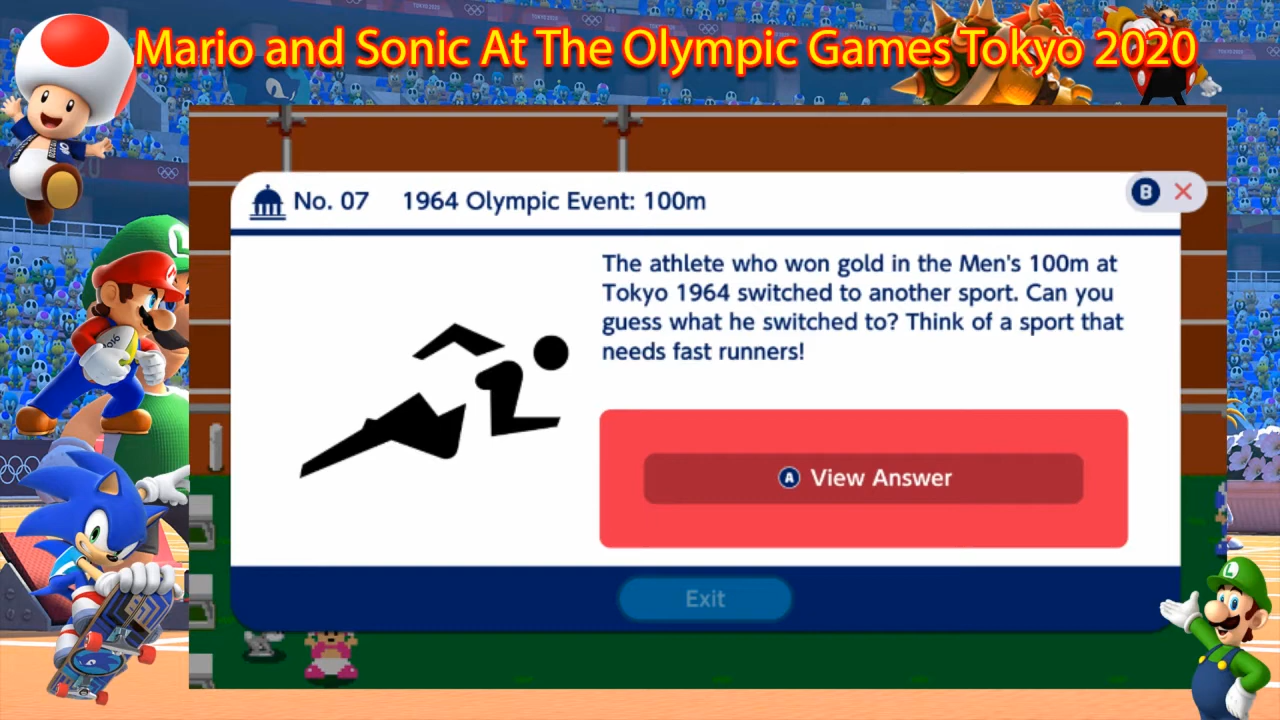 Mario and Sonic At The Olympic Games Tokyo 2020
No. 07 1964 Olympic Event: 100m
B
The athlete who won gold in the Men's 100m at
Tokyo 1964 switched to another sport. Can you
guess what he switched to? Think of a sport that
needs fast runners!
A View Answer
Exit